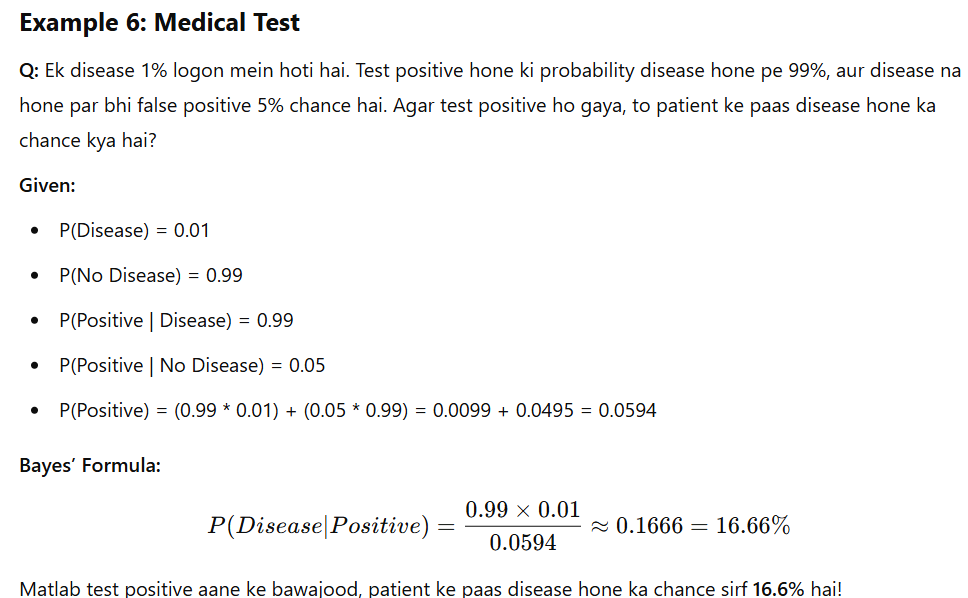 Example 6: Medical Test
Q: Ek disease 1% logon mein hoti hai. Test positive hone ki probability disease hone pe 99%, aur disease na
hone par bhi false positive 5% chance hai. Agar test positive ho gaya, to patient ke paas disease hone ka
chance kya hai?
Given:
• P(Disease) = 0.01
• P(No Disease) = 0.99
• P(Positive | Disease) = 0.99
• P(Positive | No Disease) = 0.05
• P(Positive) = (0.99 * 0.01) + (0.05 * 0.99) = 0.0099 + 0.0495 = 0.0594
Bayes’ Formula:
P(Disease|Positive) = 0.99 × 0.01 / 0.0594 ≈ 0.1666 = 16.66%
Matlab test positive aane ke bawajood, patient ke paas disease hone ka chance sirf 16.6% hai!